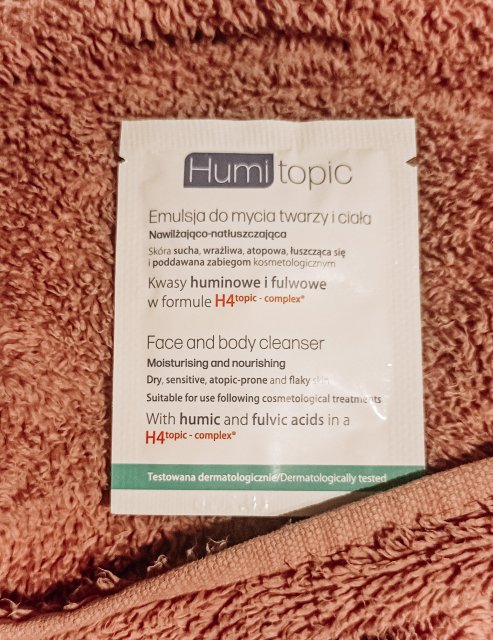 Humitopic
Emulsja do mycia twarzy i ciała
Nawilżająco-natłuszczająca
Skóra sucha, wrażliwa, atopowa, łuszcząca się
i poddawana zabiegom kosmetologicznym
Kwasy huminowe i fulwowe
w formule H4topic - complex®
Face and body cleanser
Moisturising and nourishing
Dry, sensitive, atopic-prone and flaky skin
Suitable for use following cosmetological treatments
With humic and fulvic acids in a
H4topic - complex®
Testowana dermatologicznie/Dermatologically tested